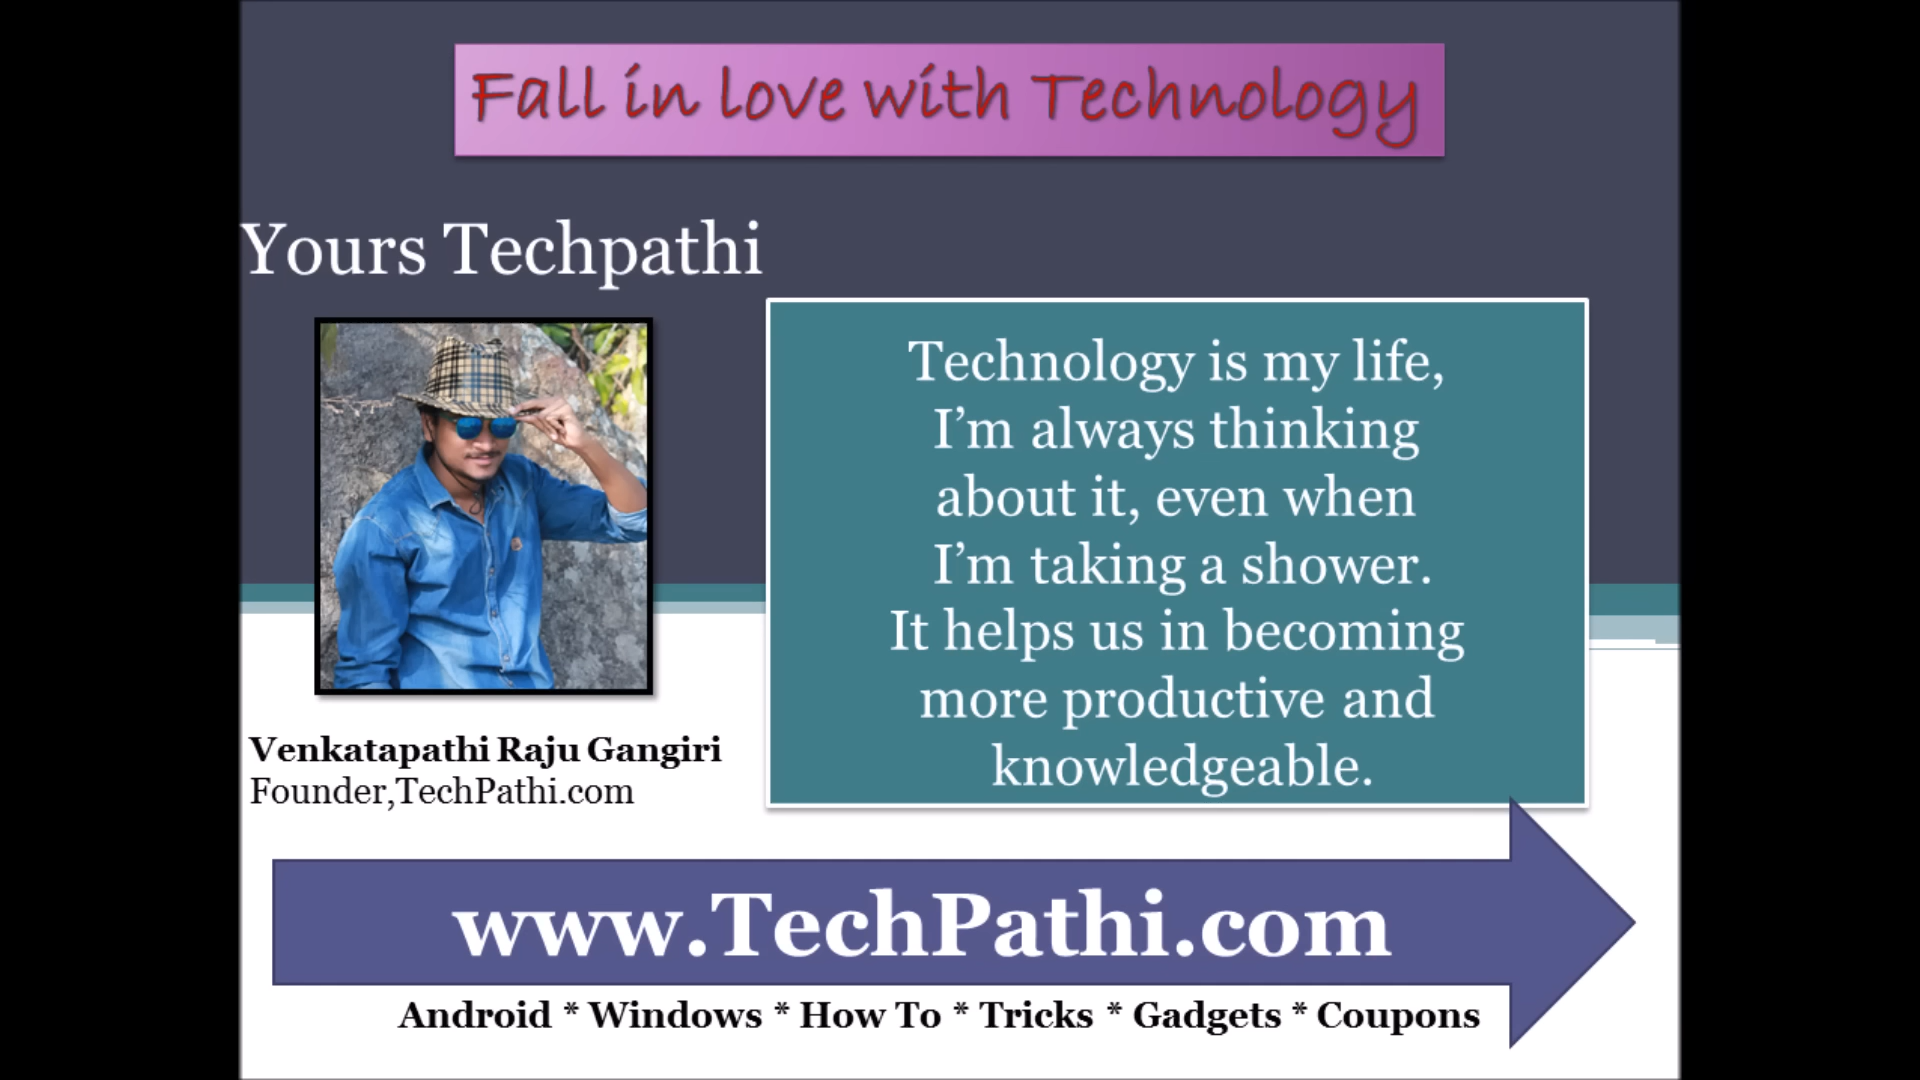 Fall in love with Technology
Yours Techpathi
Technology is my life,
I’m always thinking
about it, even when
I’m taking a shower.
It helps us in becoming
more productive and
knowledgeable.
Venkatapathi Raju Gangiri
Founder,TechPathi.com
www.TechPathi.com
Android * Windows * How To * Tricks * Gadgets * Coupons